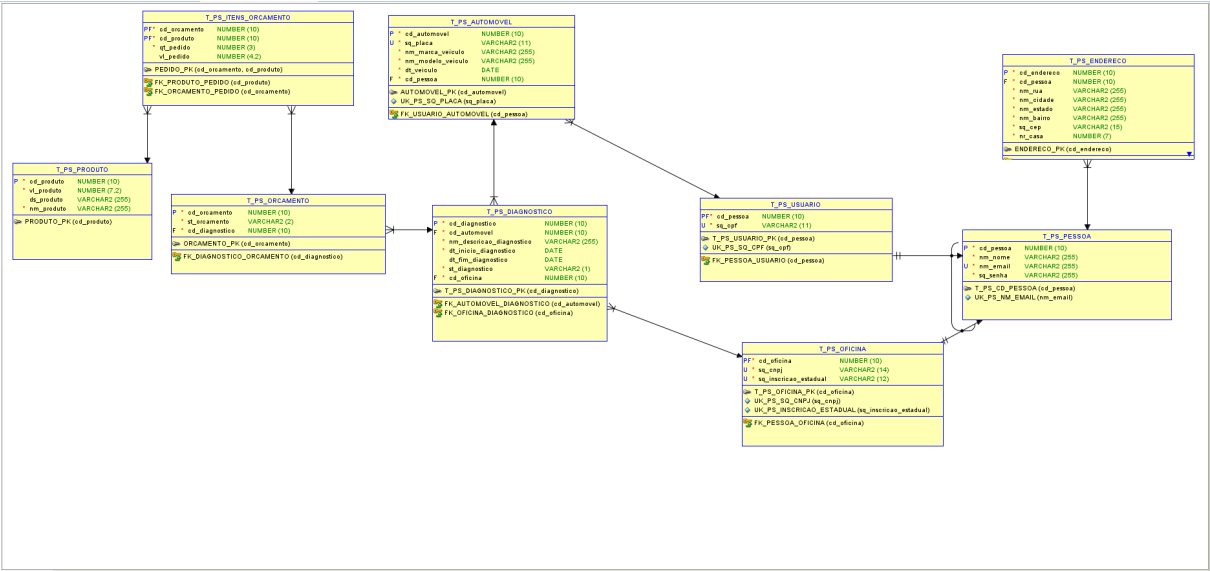 T_PS_ITENS_ORCAMENTO
PF* cd_orcamento NUMBER (10)
PF* cd_produto NUMBER (10)
* qt_pedido NUMBER (3)
vl_pedido NUMBER (4,2)
PEDIDO_PK (cd_orcamento, cd_produto)
FK_PRODUTO_PEDIDO (cd_produto)
FK_ORCAMENTO_PEDIDO (cd_orcamento)
T_PS_AUTOMOVEL
P * cd_automovel NUMBER (10)
U * sq_placa VARCHAR2 (11)
* nm_marca_veiculo VARCHAR2 (255)
* nm_modelo_veiculo VARCHAR2 (255)
* dt_veiculo DATE
F * cd_pessoa NUMBER (10)
AUTOMOVEL_PK (cd_automovel)
UK_PS_SQ_PLACA (sq_placa)
FK_USUARIO_AUTOMOVEL (cd_pessoa)
T_PS_ENDERECO
P * cd_endereco NUMBER (10)
F * cd_pessoa NUMBER (10)
* nm_rua VARCHAR2 (255)
* nm_cidade VARCHAR2 (255)
* nm_estado VARCHAR2 (255)
* nm_bairro VARCHAR2 (255)
* sq_cep VARCHAR2 (15)
* nr_casa NUMBER (7)
ENDERECO_PK (cd_endereco)
T_PS_PRODUTO
P * cd_produto NUMBER (10)
* vl_produto NUMBER (7,2)
ds_produto VARCHAR2 (255)
* nm_produto VARCHAR2 (255)
PRODUTO_PK (cd_produto)
T_PS_ORCAMENTO
P * cd_orcamento NUMBER (10)
* st_orcamento VARCHAR2 (2)
F * cd_diagnostico NUMBER (10)
ORCAMENTO_PK (cd_orcamento)
FK_DIAGNOSTICO_ORCAMENTO (cd_diagnostico)
T_PS_DIAGNOSTICO
P * cd_diagnostico NUMBER (10)
F * cd_automovel NUMBER (10)
* nm_descricao_diagnostico VARCHAR2 (255)
* dt_inicio_diagnostico DATE
dt_fim_diagnostico DATE
* st_diagnostico VARCHAR2 (1)
F * cd_oficina NUMBER (10)
T_PS_DIAGNOSTICO_PK (cd_diagnostico)
FK_AUTOMOVEL_DIAGNOSTICO (cd_automovel)
FK_OFICINA_DIAGNOSTICO (cd_oficina)
T_PS_USUARIO
PF* cd_pessoa NUMBER (10)
U * sq_cpf VARCHAR2 (11)
T_PS_USUARIO_PK (cd_pessoa)
UK_PS_SQ_CPF (sq_cpf)
FK_PESSOA_USUARIO (cd_pessoa)
T_PS_PESSOA
P * cd_pessoa NUMBER (10)
* nm_nome VARCHAR2 (255)
U * nm_email VARCHAR2 (255)
* sq_senha VARCHAR2 (255)
T_PS_CD_PESSOA (cd_pessoa)
UK_PS_NM_EMAIL (nm_email)
T_PS_OFICINA
PF* cd_oficina NUMBER (10)
U * sq_cnpj VARCHAR2 (14)
U * sq_inscricao_estadual VARCHAR2 (12)
T_PS_OFICINA_PK (cd_oficina)
UK_PS_SQ_CNPJ (sq_cnpj)
UK_PS_INSCRICAO_ESTADUAL (sq_inscricao_estadual)
FK_PESSOA_OFICINA (cd_oficina)